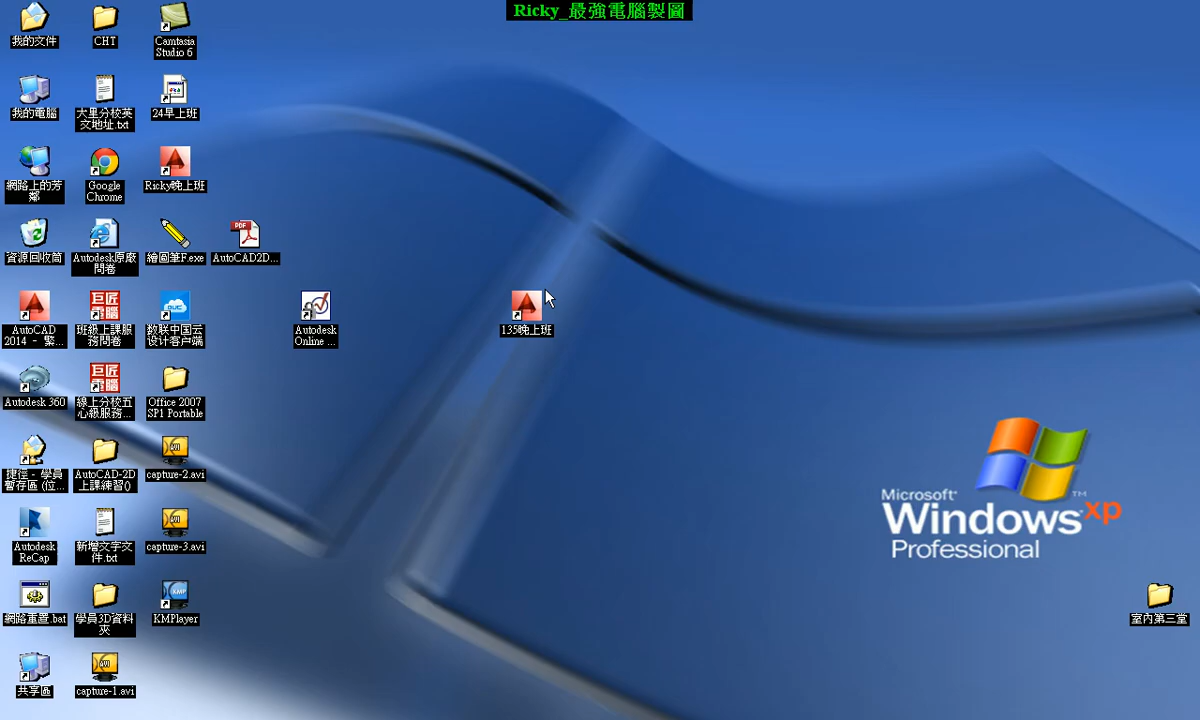 Ricky_最強電腦製圖
我的文件
CHT
Camtasia
Studio 6
我的電腦
大里分校英
文地址.txt
24早上班
網路上的芳
鄰
Google
Chrome
Ricky晚上班
資源回收筒
Autodesk原廠
問卷
繪圖筆F.exe
AutoCAD2D...
AutoCAD
2014 - 繁...
巨匠
電腦
班級上課服
務問卷
数联中国云
设计客户端
Autodesk
Online ...
135晚上班
Autodesk 360
巨匠
電腦
線上分校五
心級服務...
Office 2007
SP1 Portable
捷徑 - 學員
暫存區 (位...
AutoCAD-2D
上課練習()
capture-2.avi
Autodesk
ReCap
新增文字文
件.txt
capture-3.avi
網路重置.bat
學員3D資料
夾
KMPlayer
共享區
capture-1.avi
Microsoft
Windows xp
Professional
室內第三堂